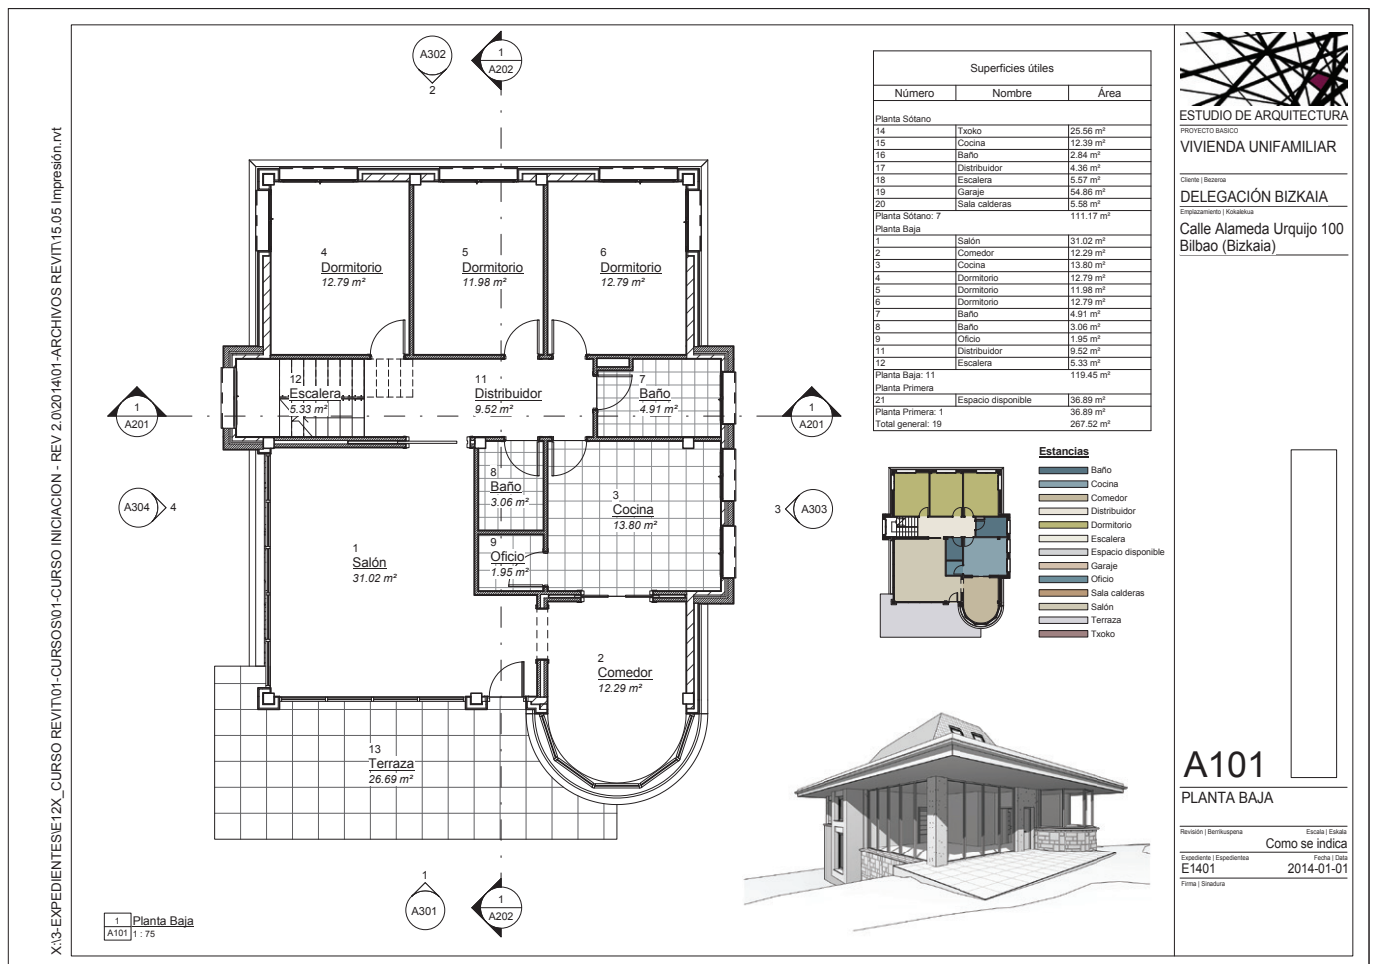 X:\3-EXPEDIENTES\E12X_CURSO REVIT\01-CURSOS\01-CURSO INICIACION - REV 2.0\2014\01-ARCHIVOS REVIT\15.05 Impresión.rvt
A302
2
1
A202
4
Dormitorio
12.79 m²
5
Dormitorio
11.98 m²
6
Dormitorio
12.79 m²
12
Escalera
5.33 m²
11
Distribuidor
9.52 m²
7
Baño
4.91 m²
1
A201
1
A201
8
Baño
3.06 m²
3
Cocina
13.80 m²
A304
4
3
A303
9
Oficio
1.95 m²
1
Salón
31.02 m²
2
Comedor
12.29 m²
13
Terraza
26.69 m²
1
A301
1
A202
1
Planta Baja
A101
1 : 75
Superficies útiles
Número Nombre Área
Planta Sótano
14 Txoko 25.56 m²
15 Cocina 12.39 m²
16 Baño 2.84 m²
17 Distribuidor 4.36 m²
18 Escalera 5.57 m²
19 Garaje 54.86 m²
20 Sala calderas 5.58 m²
Planta Sótano: 7 111.17 m²
Planta Baja
1 Salón 31.02 m²
2 Comedor 12.29 m²
3 Cocina 13.80 m²
4 Dormitorio 12.79 m²
5 Dormitorio 11.98 m²
6 Dormitorio 12.79 m²
7 Baño 4.91 m²
8 Baño 3.06 m²
9 Oficio 1.95 m²
11 Distribuidor 9.52 m²
12 Escalera 5.33 m²
Planta Baja: 11 119.45 m²
Planta Primera
21 Espacio disponible 36.89 m²
Planta Primera: 1 36.89 m²
Total general: 19 267.52 m²
Estancias
Baño
Cocina
Comedor
Distribuidor
Dormitorio
Escalera
Espacio disponible
Garaje
Oficio
Sala calderas
Salón
Terraza
Txoko
ESTUDIO DE ARQUITECTURA
PROYECTO BASICO
VIVIENDA UNIFAMILIAR
Cliente | Bezeroa
DELEGACIÓN BIZKAIA
Emplazamiento | Kokalekua
Calle Alameda Urquijo 100
Bilbao (Bizkaia)
A101
PLANTA BAJA
Revisión | Berrikuspena Escala | Eskala
Como se indica
Expediente | Espedientea Fecha | Data
E1401 2014-01-01
Firma | Sinadura